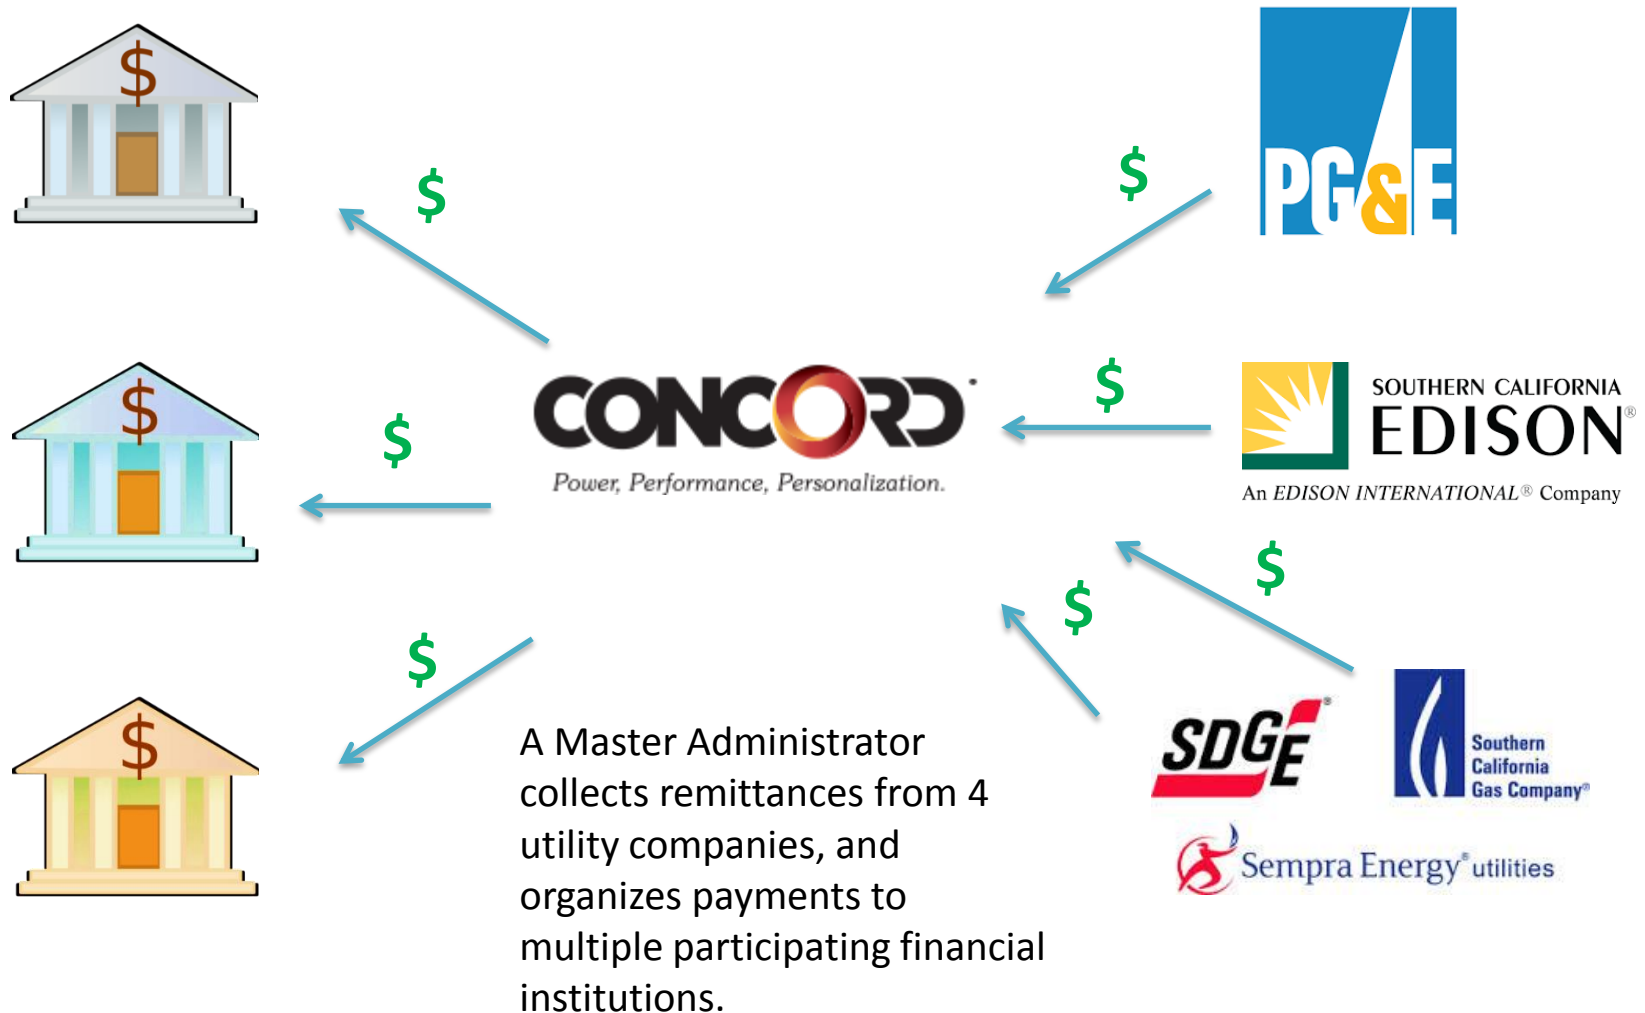 $
$
$
$
$
$
PG&E
$
SOUTHERN CALIFORNIA
EDISON®
An EDISON INTERNATIONAL® Company
$
CONCORD
Power, Performance, Personalization.
$
$
$
$
SDGE®
Southern
California
Gas Company®
Sempra Energy® utilities
A Master Administrator
collects remittances from 4
utility companies, and
organizes payments to
multiple participating financial
institutions.